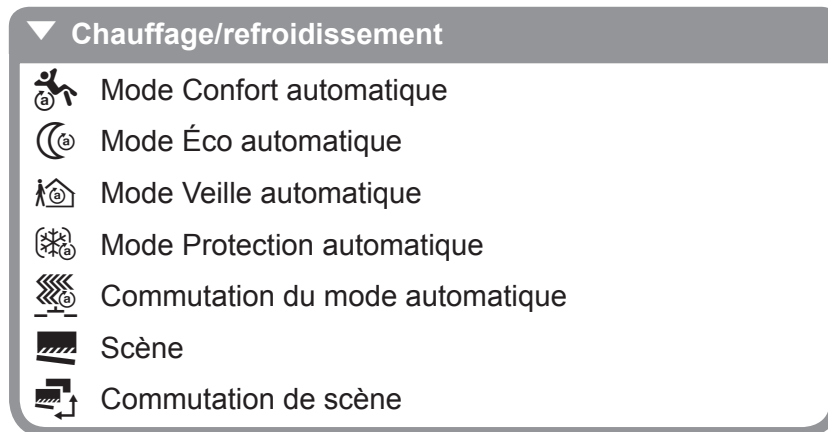 Chauffage/refroidissement
a Mode Confort automatique
a Mode Éco automatique
a Mode Veille automatique
a Mode Protection automatique
a Commutation du mode automatique
Scène
Commutation de scène